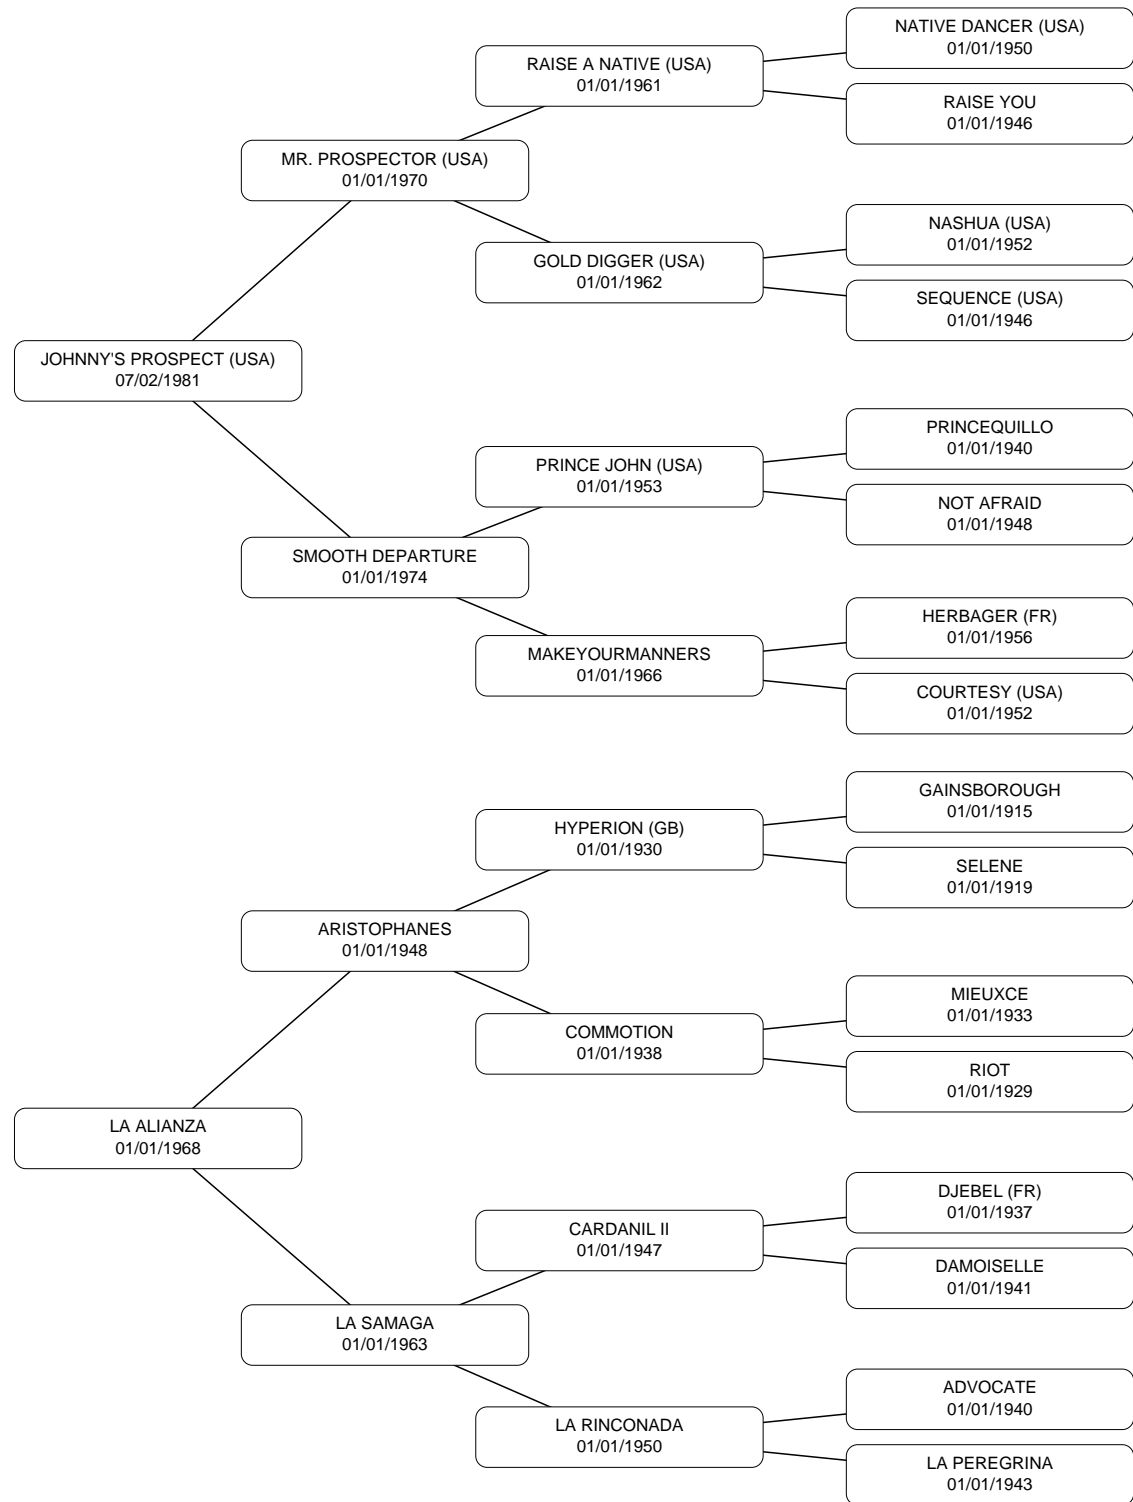 NATIVE DANCER (USA)
01/01/1950
RAISE A NATIVE (USA)
01/01/1961
RAISE YOU
01/01/1946
MR. PROSPECTOR (USA)
01/01/1970
NASHUA (USA)
01/01/1952
GOLD DIGGER (USA)
01/01/1962
SEQUENCE (USA)
01/01/1946
JOHNNY'S PROSPECT (USA)
07/02/1981
PRINCEQUILLO
01/01/1940
PRINCE JOHN (USA)
01/01/1953
NOT AFRAID
01/01/1948
SMOOTH DEPARTURE
01/01/1974
HERBAGER (FR)
01/01/1956
MAKEYOURMANNERS
01/01/1966
COURTESY (USA)
01/01/1952
GAINSBOROUGH
01/01/1915
HYPERION (GB)
01/01/1930
SELENE
01/01/1919
ARISTOPHANES
01/01/1948
MIEUXCE
01/01/1933
COMMOTION
01/01/1938
RIOT
01/01/1929
LA ALIANZA
01/01/1968
DJEBEL (FR)
01/01/1937
CARDANIL II
01/01/1947
DAMOISELLE
01/01/1941
LA SAMAGA
01/01/1963
ADVOCATE
01/01/1940
LA RINCONADA
01/01/1950
LA PEREGRINA
01/01/1943